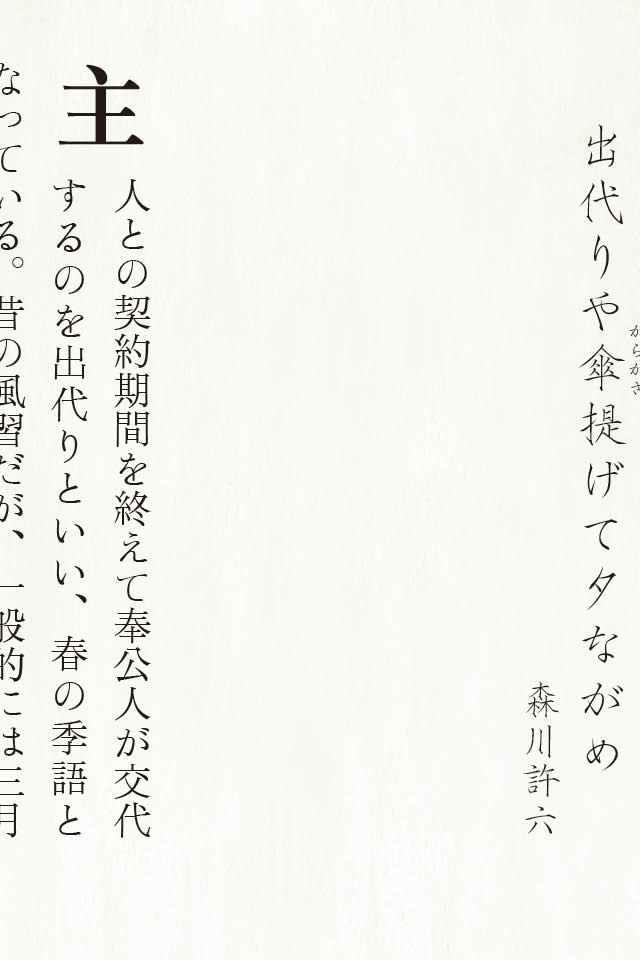 出代りや傘提げて夕ながめ
からかさ
森川許六
主人との契約期間を終えて奉公人が交代
するのを出代りといい、春の季語と
なっている。昔の風習だが、一般的には三月